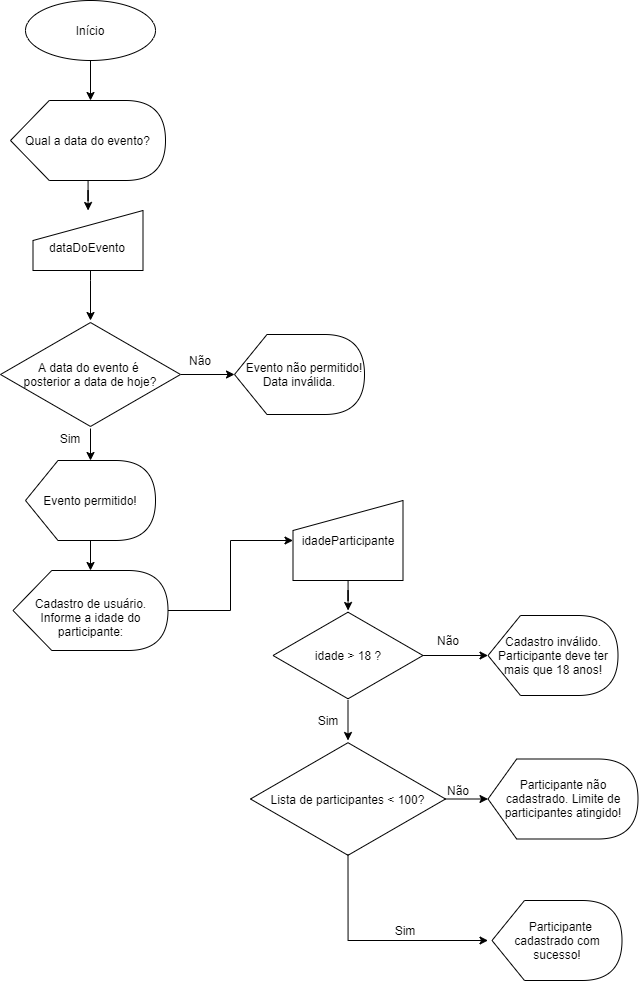 Início
Qual a data do evento?
dataDoEvento
A data do evento é
posterior a data de hoje?
Não
Evento não permitido!
Data inválida.
Sim
Evento permitido!
Cadastro de usuário.
Informe a idade do
participante:
idadeParticipante
idade > 18 ?
Não
Cadastro inválido.
Participante deve ter
mais que 18 anos!
Sim
Lista de participantes < 100?
Não
Participante não
cadastrado. Limite de
participantes atingido!
Sim
Participante
cadastrado com
sucesso!